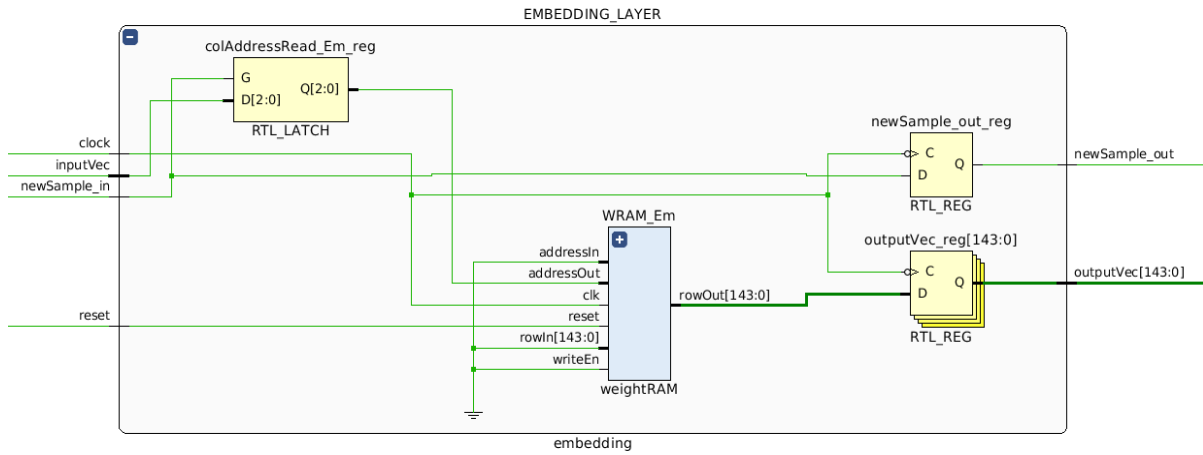 EMBEDDING_LAYER
colAddressRead_Em_reg
G
D[2:0]
Q[2:0]
RTL_LATCH
clock
inputVec
newSample_in
reset
newSample_out_reg
C
D
Q
RTL_REG
newSample_out
WRAM_Em
addressIn
addressOut
clk
reset
rowIn[143:0]
writeEn
rowOut[143:0]
weightRAM
outputVec_reg[143:0]
C
D
Q
RTL_REG
outputVec[143:0]
embedding